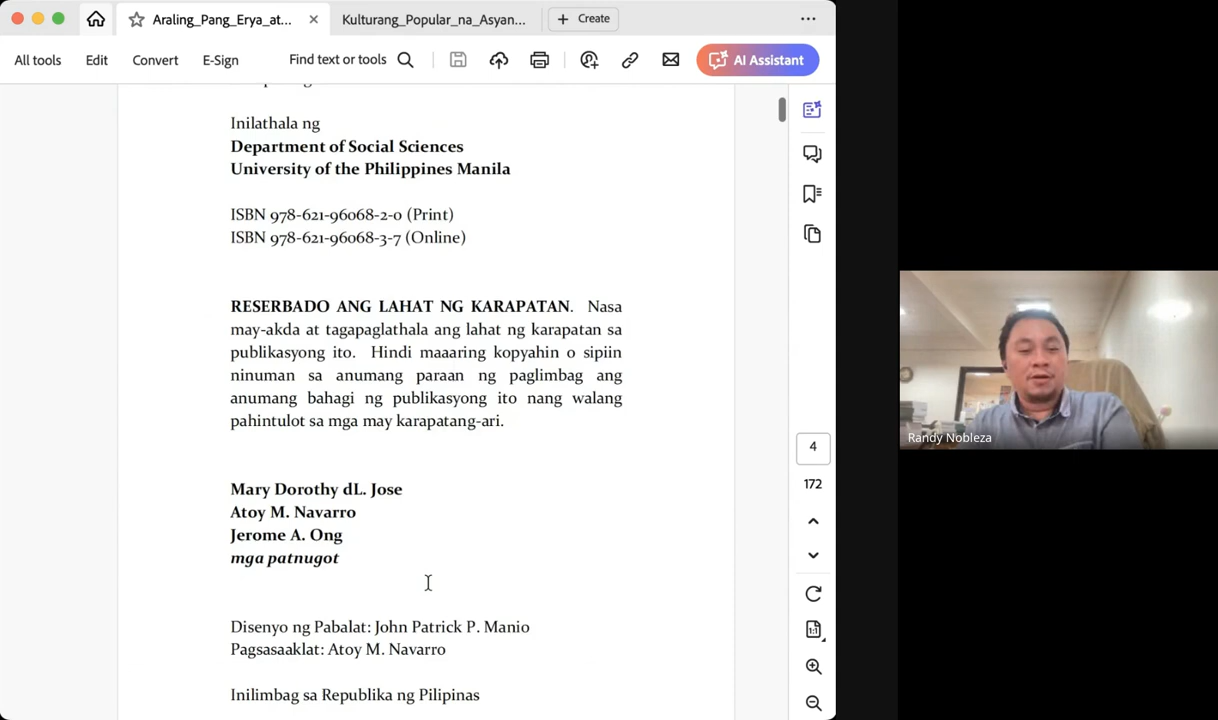 Araling_Pang_Erya_at...
Kulturang_Popular_na_Asyan...
Create
All tools
Edit
Convert
E-Sign
Find text or tools
AI Assistant
Inilathala ng
Department of Social Sciences
University of the Philippines Manila
ISBN 978-621-96068-2-0 (Print)
ISBN 978-621-96068-3-7 (Online)
RESERBADO ANG LAHAT NG KARAPATAN. Nasa
may-akda at tagapaglathala ang lahat ng karapatan sa
publikasyong ito. Hindi maaring kopyahin o sipiin
ninuman sa anumang paraan ng paglimbag ang
anumang bahagi ng publikasyong ito nang walang
pahintulot sa mga may karapatang-ari.
Mary Dorothy dL. Jose
Atoy M. Navarro
Jerome A. Ong
mga patnugot
Disenyo ng Pabalat: John Patrick P. Manio
Pagsasaaklat: Atoy M. Navarro
Inilimbag sa Republika ng Pilipinas
4
172
1:1
Randy Nobleza